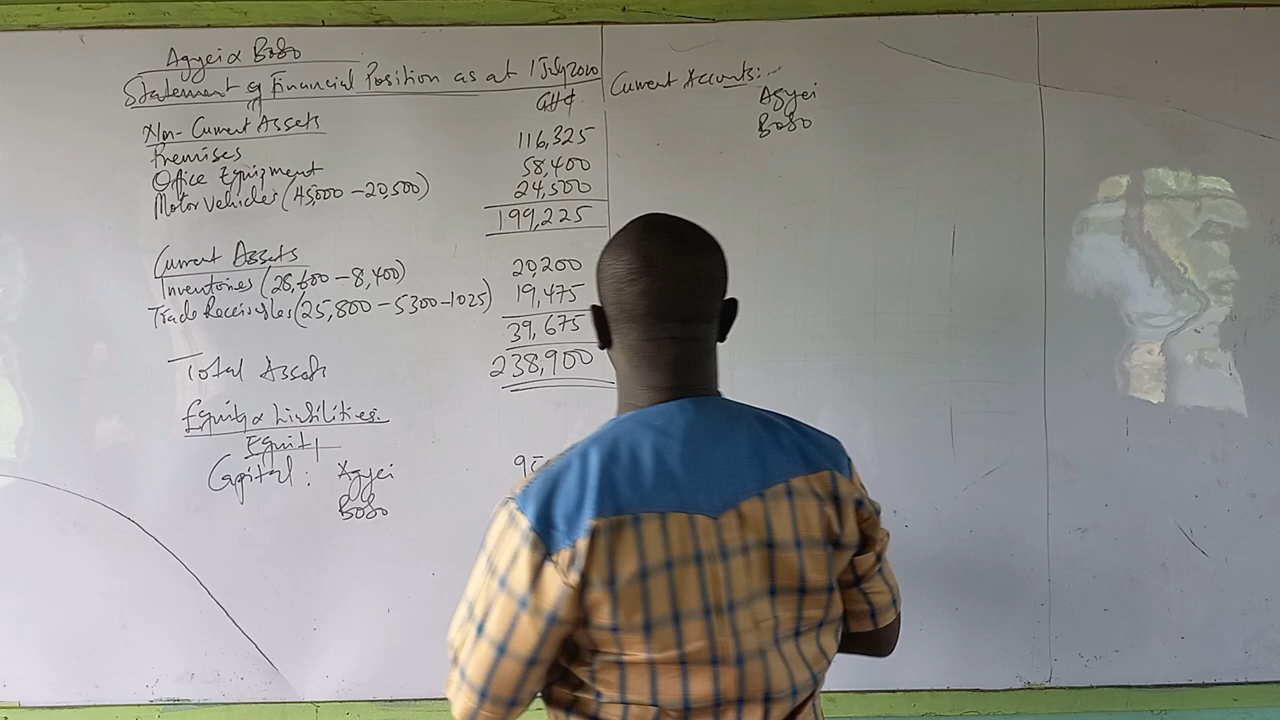 Agyei & Bobo
Statement of Financial Position as at 1 July 2020
GH¢
Non-Current Assets
Premises 116,325
Office Equipment 58,400
Motor Vehicles (45,000 - 20,500) 24,500
199,225
Current Assets
Inventories (28,600 - 8,400) 20,200
Trade Receivables (25,800 - 5300 - 1025) 19,475
39,675
Total Assets 238,900
Equity & Liabilities
Equity
Capital: Agyei
Bobo
Current Accounts:
Agyei
Bobo